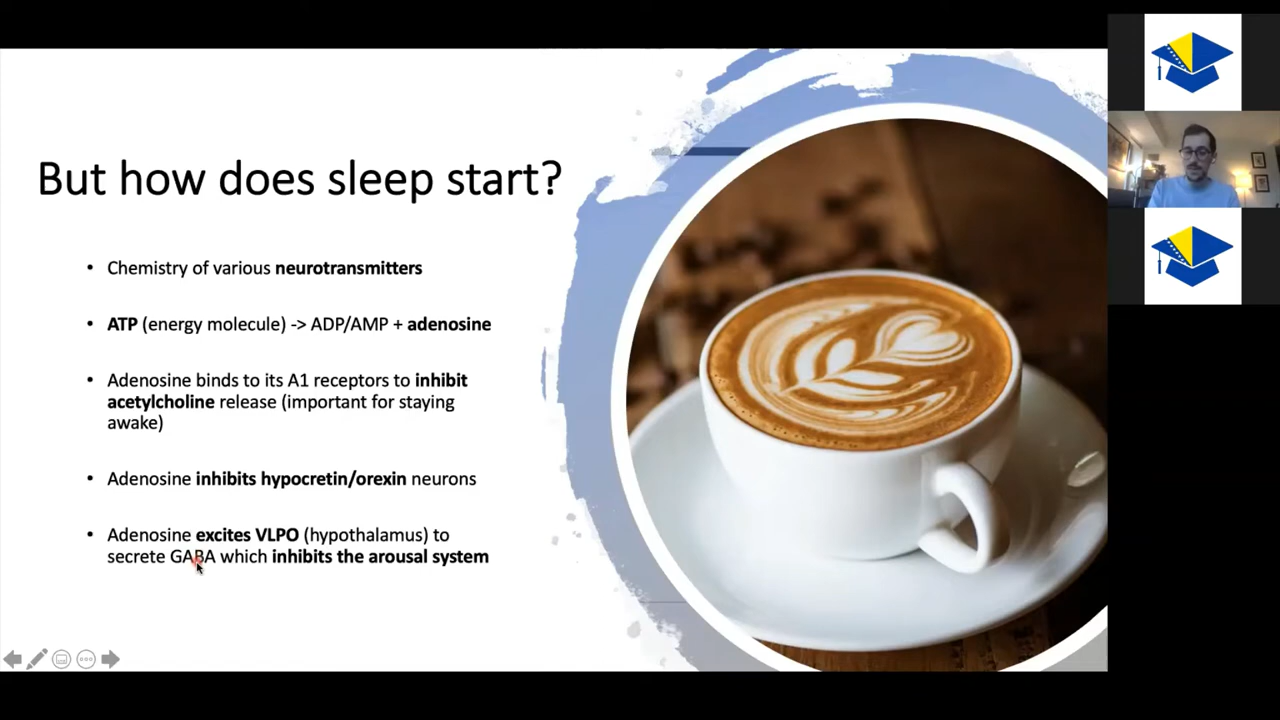 But how does sleep start?
• Chemistry of various neurotransmitters
• ATP (energy molecule) -> ADP/AMP + adenosine
• Adenosine binds to its A1 receptors to inhibit
acetylcholine release (important for staying
awake)
• Adenosine inhibits hypocretin/orexin neurons
• Adenosine excites VLPO (hypothalamus) to
secrete GABA which inhibits the arousal system